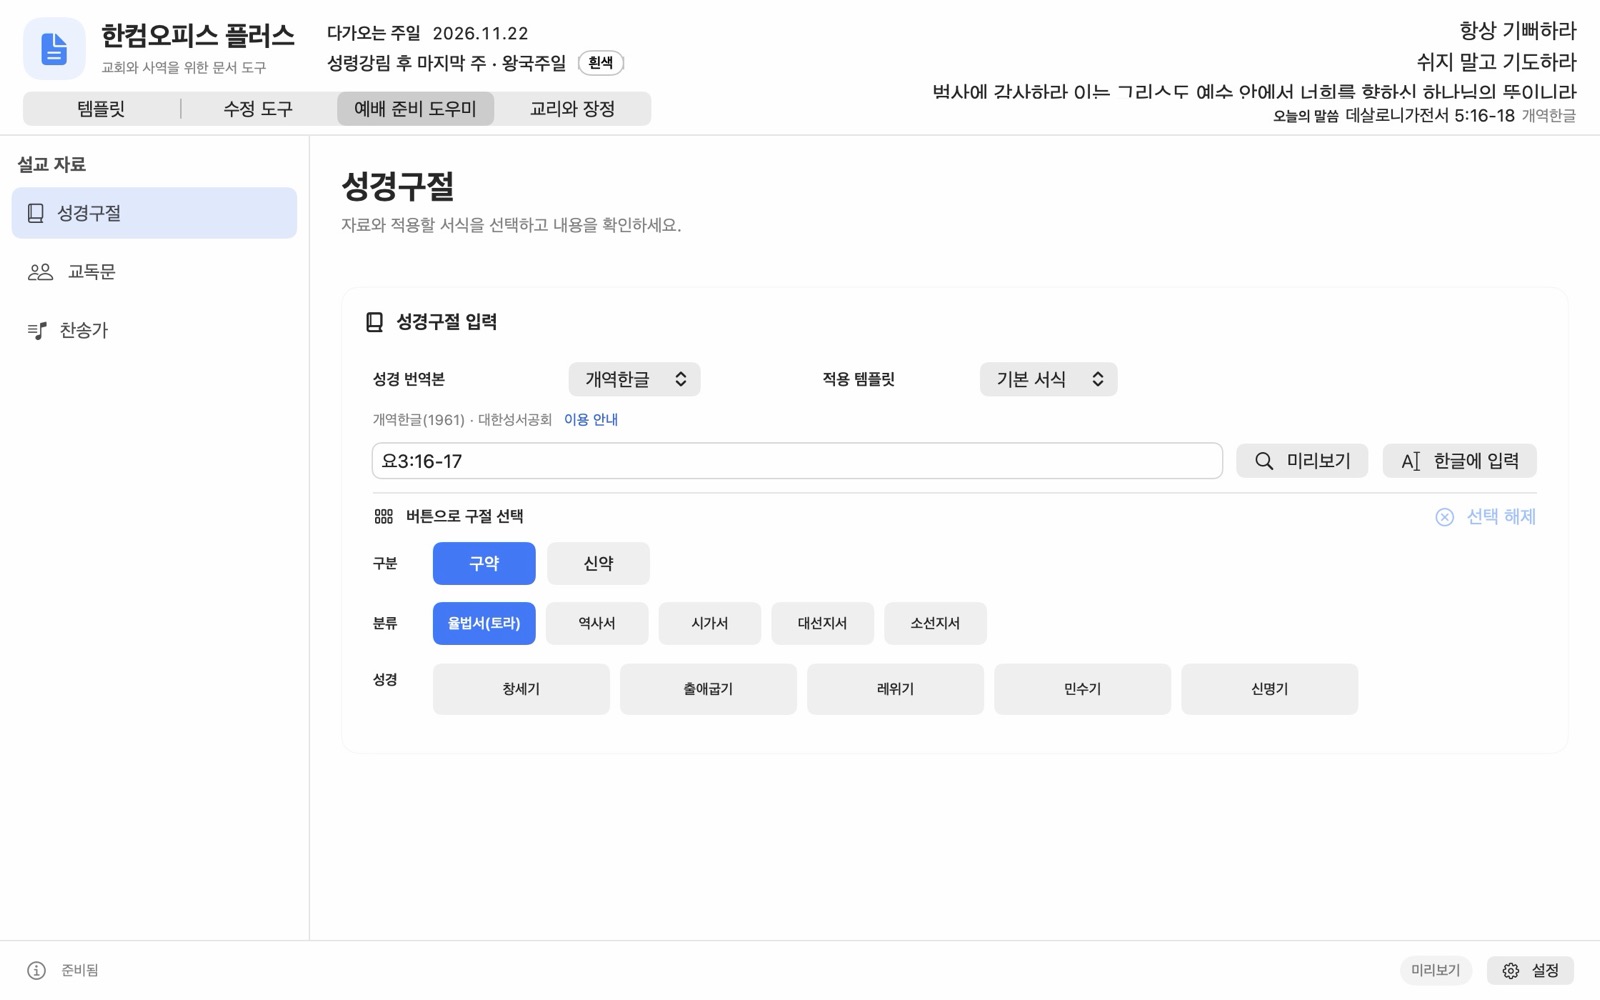 한컴오피스 플러스
교회와 사역을 위한 문서 도구
다가오는 주일 2026.11.22
성령강림 후 마지막 주 · 왕국주일 흰색
항상 기뻐하라
쉬지 말고 기도하라
범사에 감사하라 이는 그리스도 예수 안에서 너희를 향하신 하나님의 뜻이니라
오늘의 말씀 데살로니가전서 5:16-18 개역한글
템플릿 수정 도구 예배 준비 도우미 교리와 장정
설교 자료
성경구절
교독문
찬송가
성경구절
자료와 적용할 서식을 선택하고 내용을 확인하세요.
성경구절 입력
성경 번역본 개역한글 적용 템플릿 기본 서식
개역한글(1961) · 대한성서공회 이용 안내
요3:16-17 미리보기 한글에 입력
버튼으로 구절 선택 선택 해제
구분 구약 신약
분류 율법서(토라) 역사서 시가서 대선지서 소선지서
성경 창세기 출애굽기 레위기 민수기 신명기
준비됨 미리보기 설정